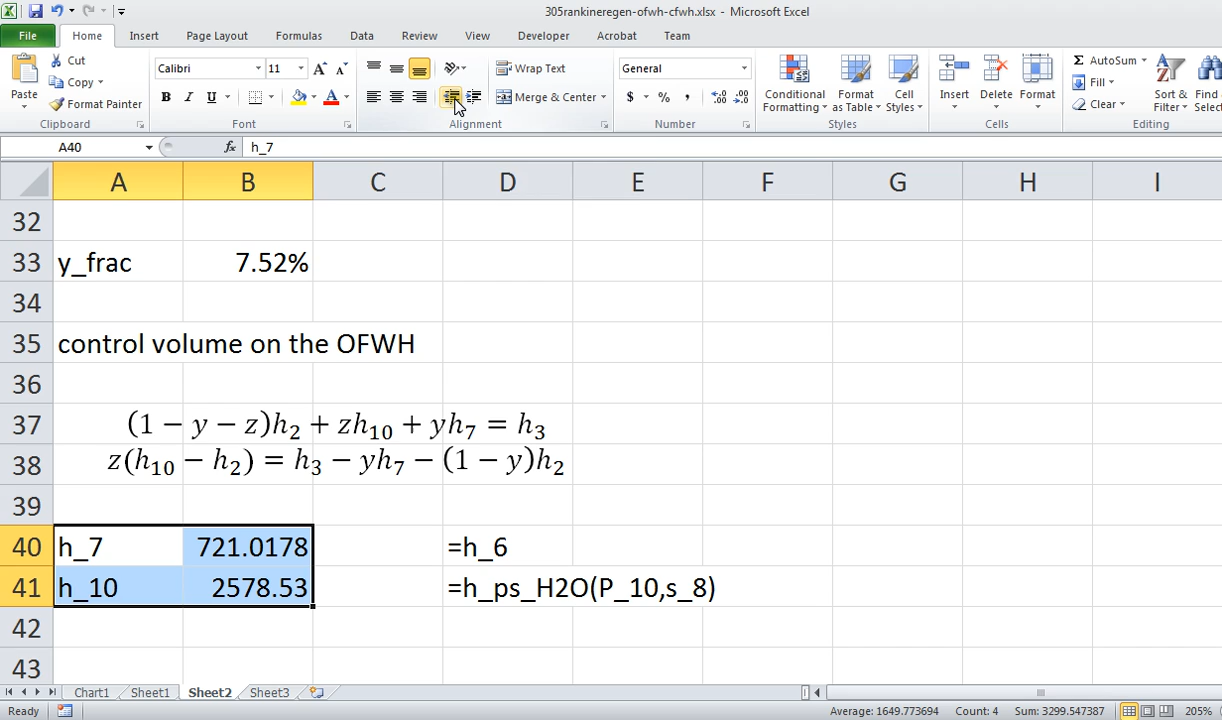 305rankineregen-ofwh-cfwh.xlsx - Microsoft Excel
File Home Insert Page Layout Formulas Data Review View Developer Acrobat Team
Paste Cut Copy Format Painter
Calibri 11 B I U A A A
Wrap Text Merge & Center
General $ % ,
Conditional Formatting Format as Table Cell Styles
Insert Delete Format
Σ AutoSum Fill Clear Sort & Filter
Clipboard Font Alignment Number Styles Cells Editing
A40 fx h_7
A B C D E F G H I
32
33 y_frac 7.52%
34
35 control volume on the OFWH
36
37 (1 − y − z)h₂ + zh₁₀ + yh₇ = h₃
38 z(h₁₀ − h₂) = h₃ − yh₇ − (1 − y)h₂
39
40 h_7 721.0178 =h_6
41 h_10 2578.53 =h_ps_H2O(P_10,s_8)
42
43
Chart1 Sheet1 Sheet2 Sheet3
Ready Average: 1649.773694 Count: 4 Sum: 3299.547387 205%